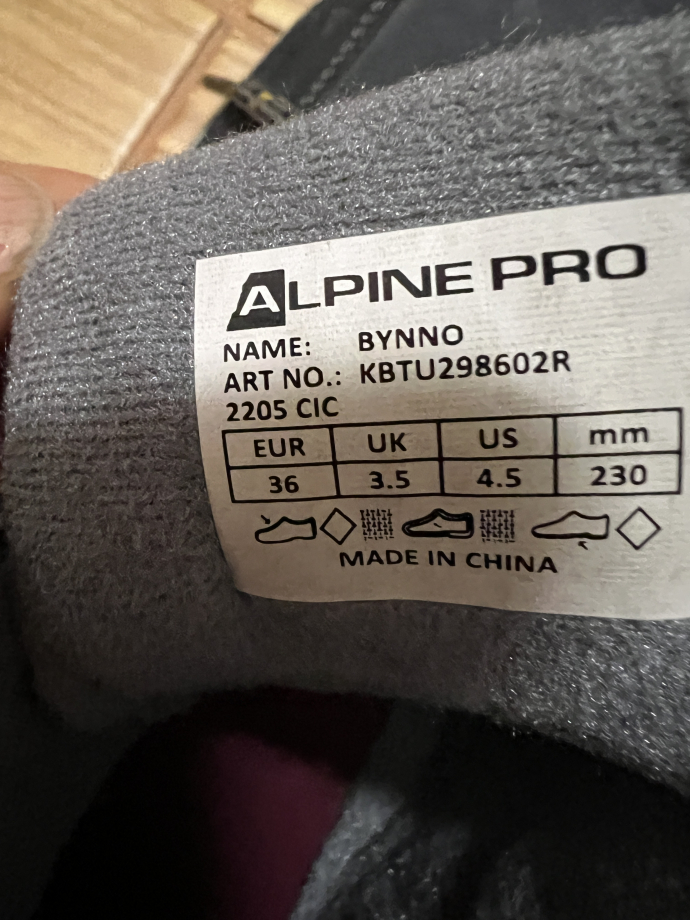 ALPINE PRO
NAME: BYNNO
ART NO.: KBTU298602R
2205 CIC
EUR UK US mm
36 3.5 4.5 230
MADE IN CHINA